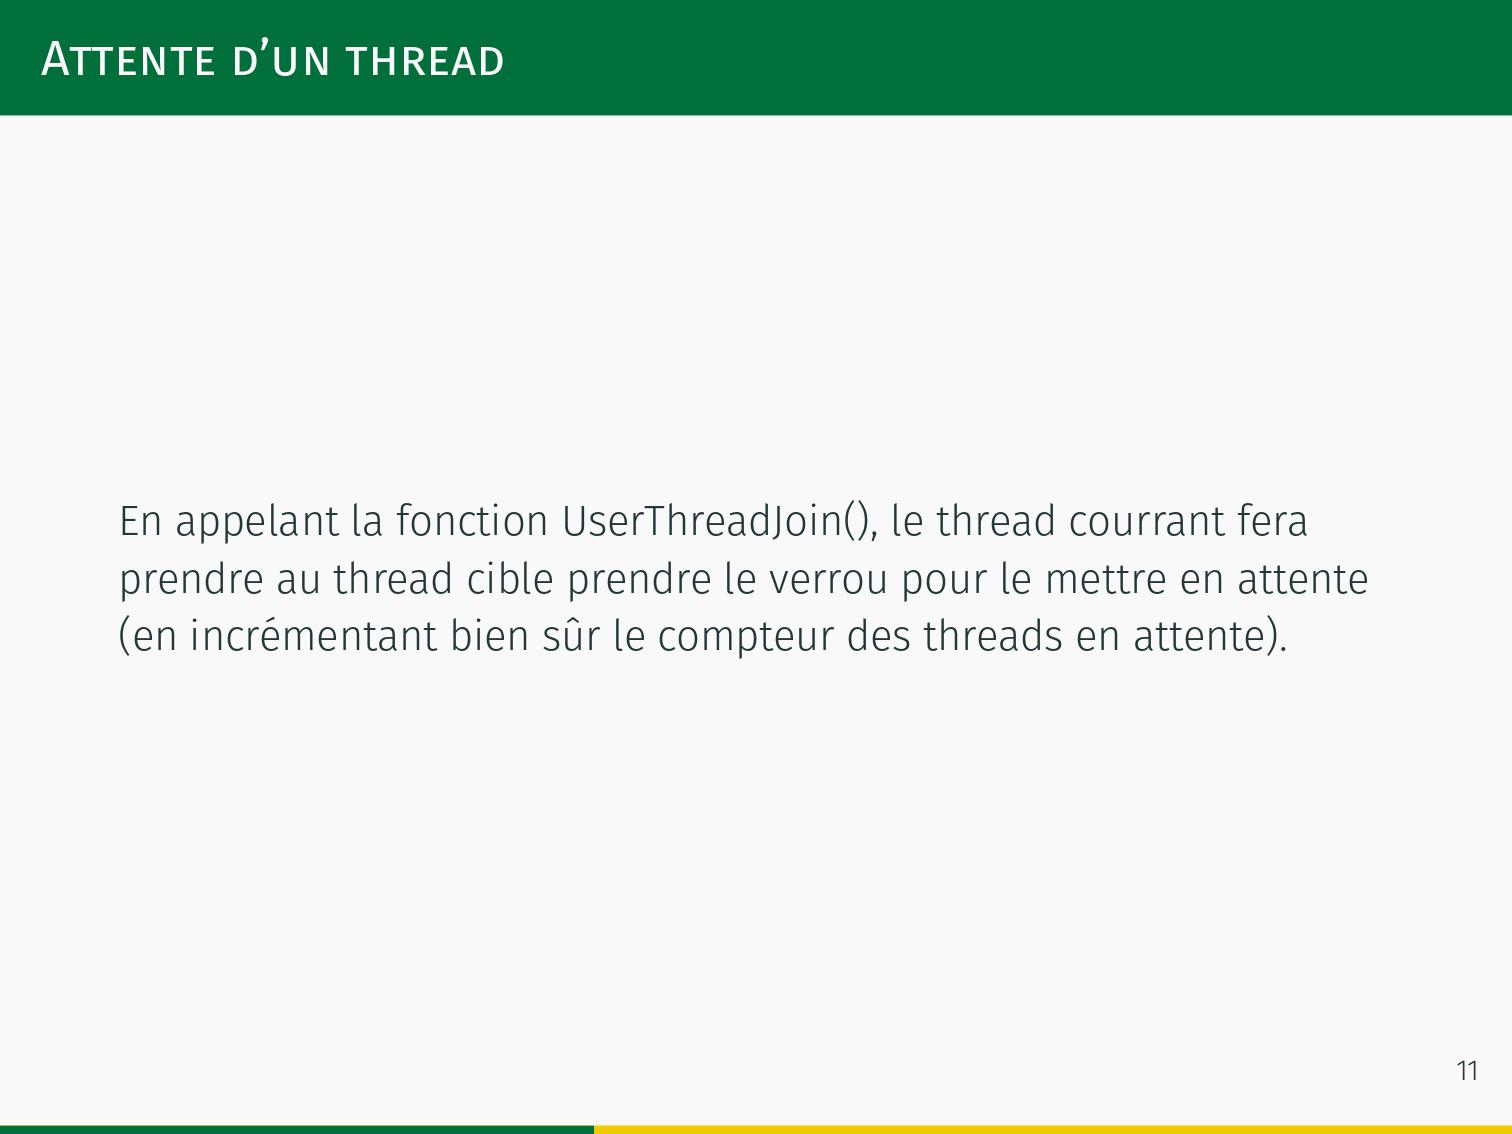 Attente d’un thread
En appelant la fonction UserThreadJoin(), le thread courrant fera
prendre au thread cible prendre le verrou pour le mettre en attente
(en incrémentant bien sûr le compteur des threads en attente).
11